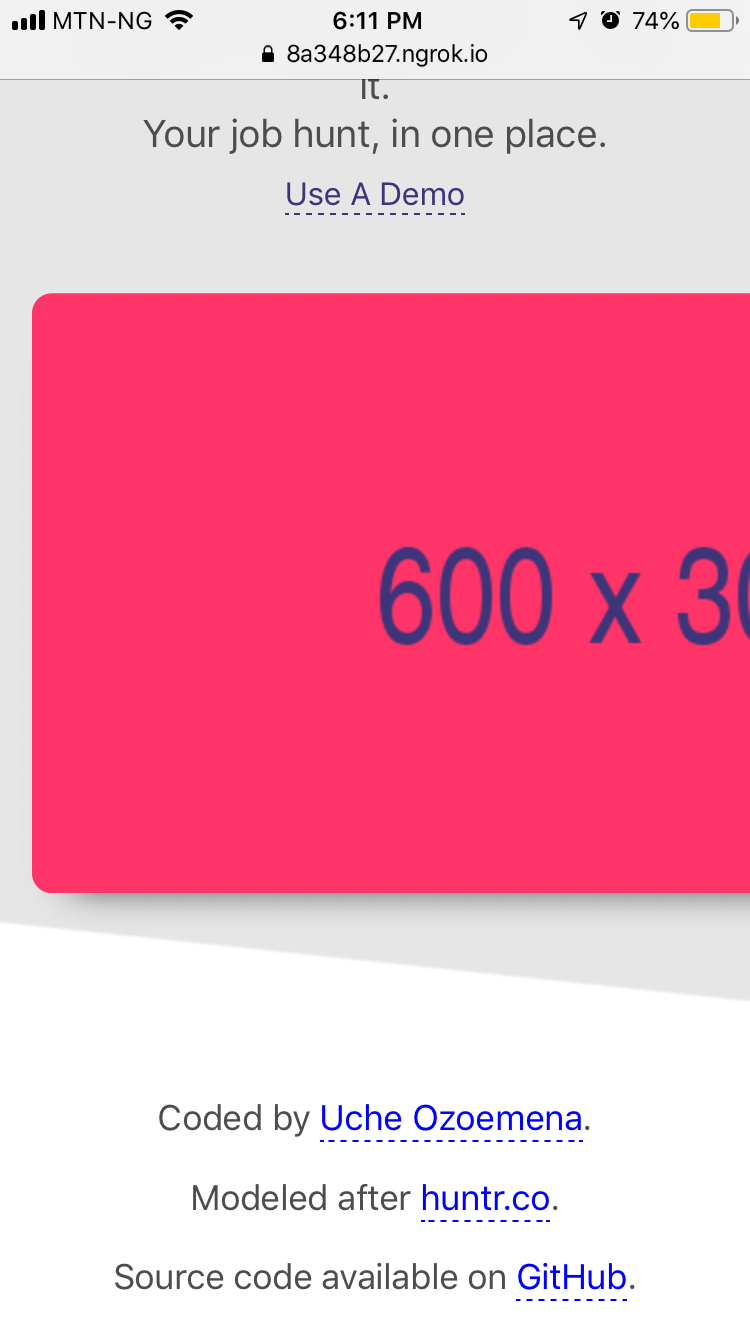 MTN-NG
6:11 PM
74%
8a348b27.ngrok.io
it.
Your job hunt, in one place.
Use A Demo
600 x 3
Coded by Uche Ozoemena.
Modeled after huntr.co.
Source code available on GitHub.